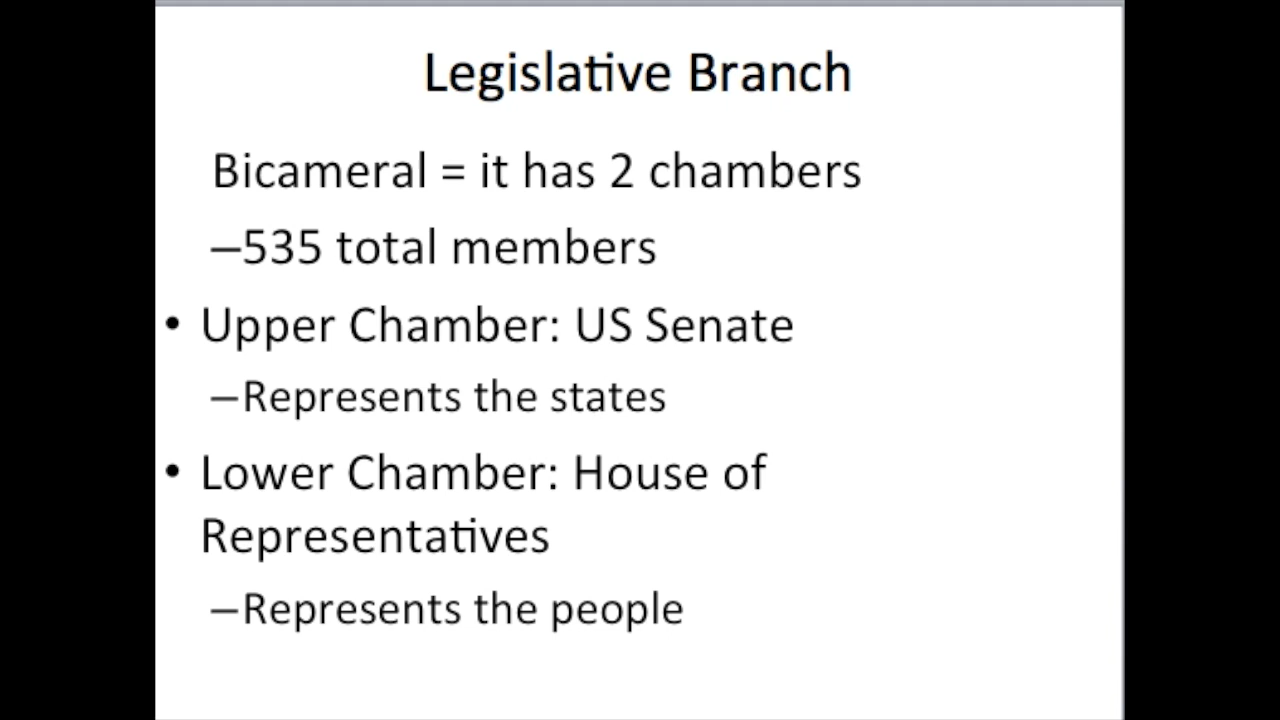 Legislative Branch
Bicameral = it has 2 chambers
–535 total members
• Upper Chamber: US Senate
–Represents the states
• Lower Chamber: House of
Representatives
–Represents the people